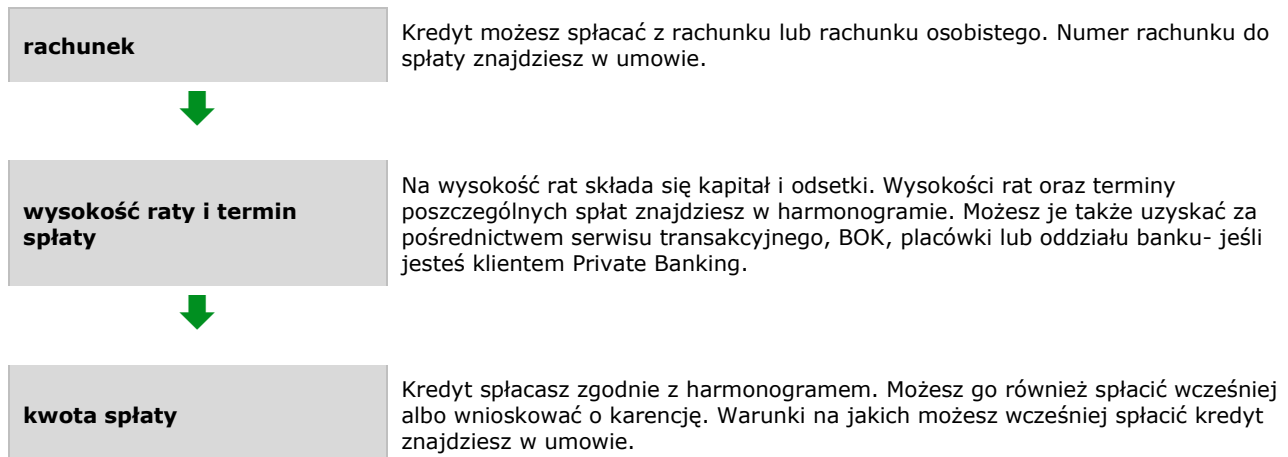 rachunek
Kredyt możesz spłacać z rachunku lub rachunku osobistego. Numer rachunku do
spłaty znajdziesz w umowie.
wysokość raty i termin
spłaty
Na wysokość rat składa się kapitał i odsetki. Wysokości rat oraz terminy
poszczególnych spłat znajdziesz w harmonogramie. Możesz je także uzyskać za
pośrednictwem serwisu transakcyjnego, BOK, placówki lub oddziału banku- jeśli
jesteś klientem Private Banking.
kwota spłaty
Kredyt spłacasz zgodnie z harmonogramem. Możesz go również spłacić wcześniej
albo wnioskować o karencję. Warunki na jakich możesz wcześniej spłacić kredyt
znajdziesz w umowie.